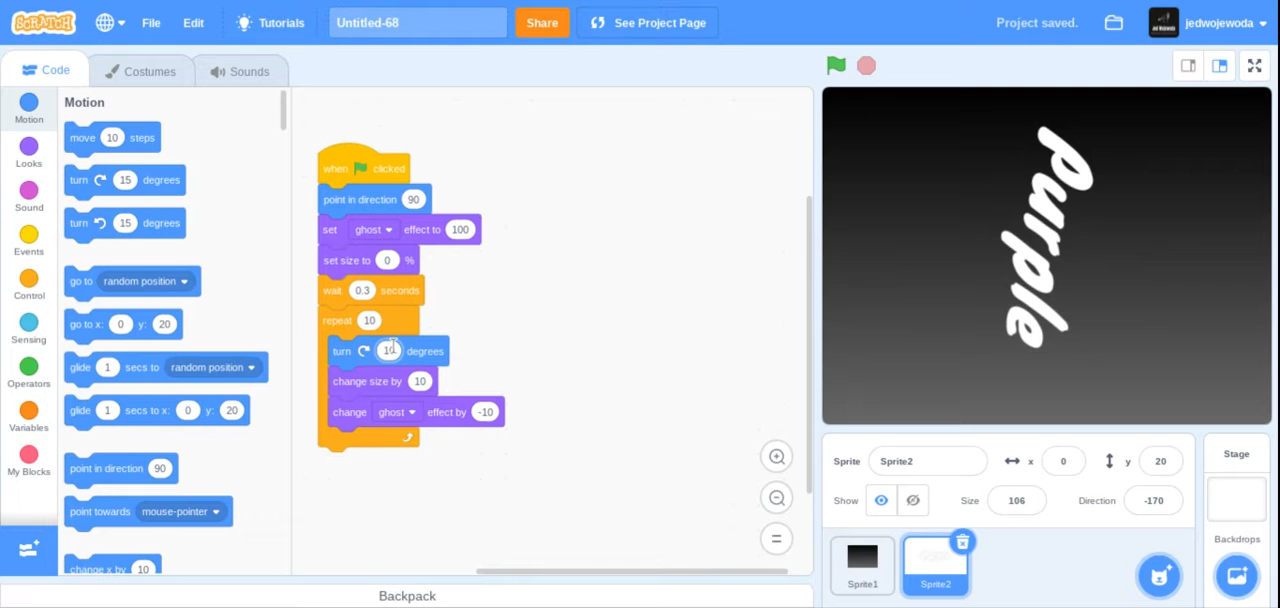 SCRATCH File Edit Tutorials Untitled-68 Share See Project Page Project saved. jedwojewoda
Code Costumes Sounds
Motion
Looks
Sound
Events
Control
Sensing
Operators
Variables
My Blocks
Motion
move 10 steps
turn 15 degrees
turn 15 degrees
go to random position
go to x: 0 y: 20
glide 1 secs to random position
glide 1 secs to x: 0 y: 20
point in direction 90
point towards mouse-pointer
change x by 10
when clicked
point in direction 90
set ghost effect to 100
set size to 0 %
wait 0.3 seconds
repeat 10
turn degrees
change size by 10
change ghost effect by -10
Purple
Sprite Sprite2 x 0 y 20
Show Size 106 Direction -170
Sprite1 Sprite2
Stage
Backdrops
Backpack